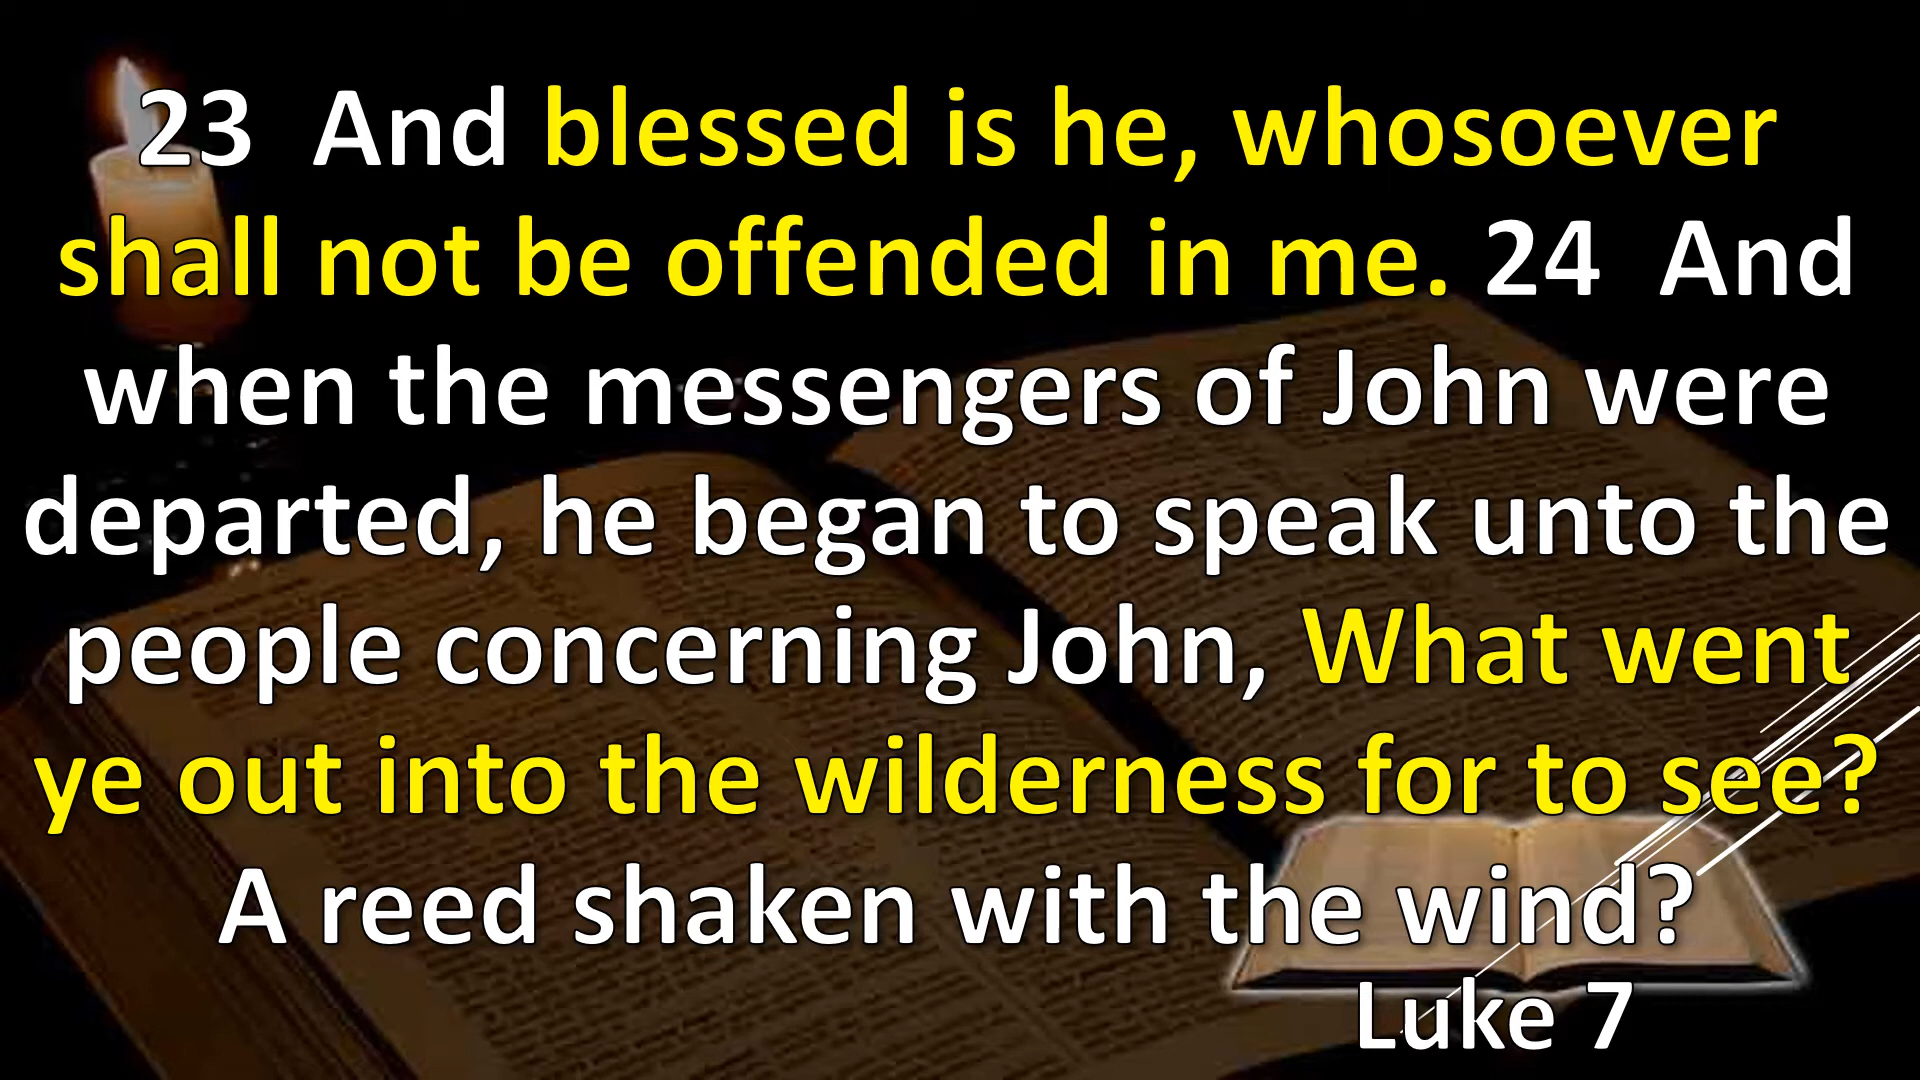 23  And blessed is he, whosoever
shall not be offended in me. 24  And
when the messengers of John were
departed, he began to speak unto the
people concerning John, What went
ye out into the wilderness for to see?
A reed shaken with the wind?
Luke 7